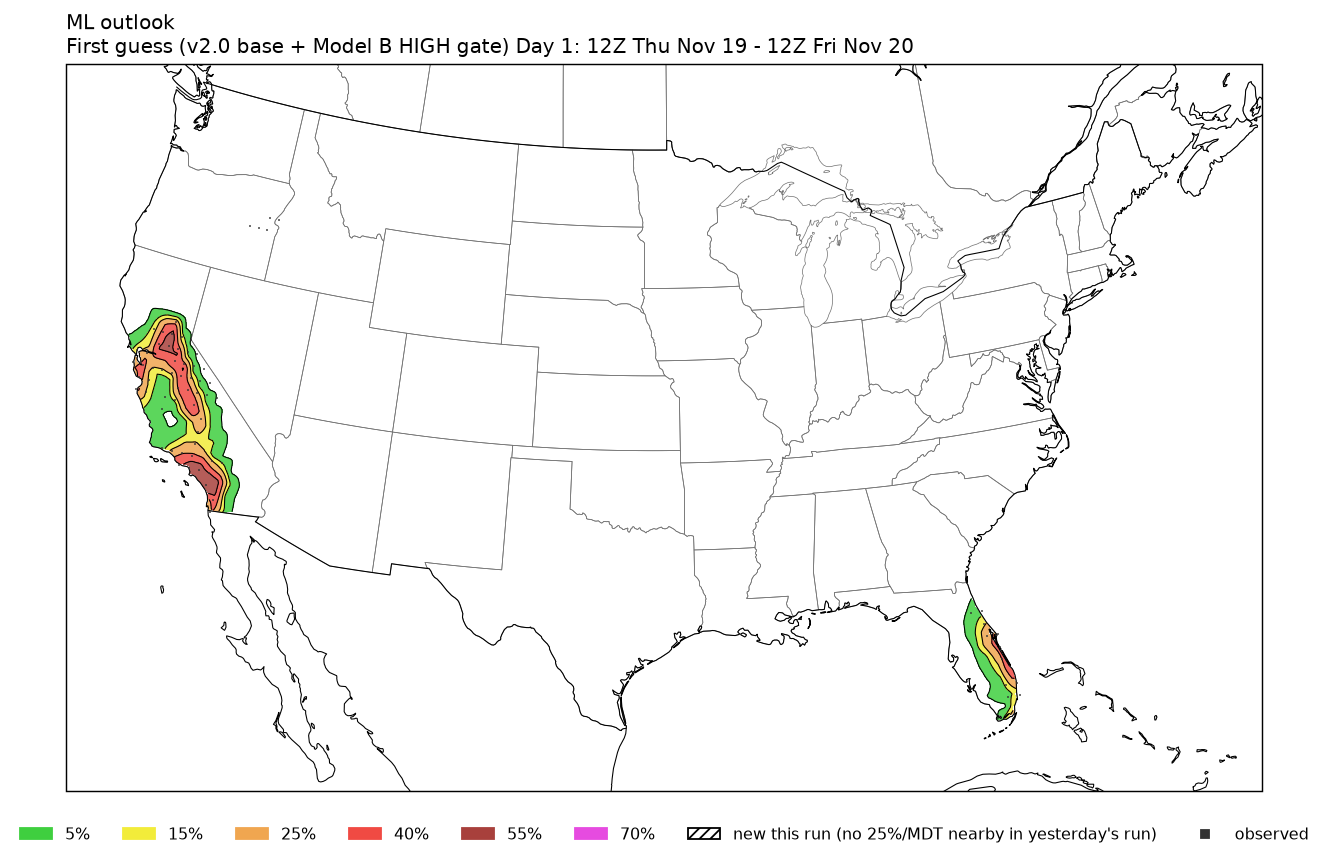 ML outlook
First guess (v2.0 base + Model B HIGH gate) Day 1: 12Z Thu Nov 19 - 12Z Fri Nov 20
5% 15% 25% 40% 55% 70% new this run (no 25%/MDT nearby in yesterday's run) observed